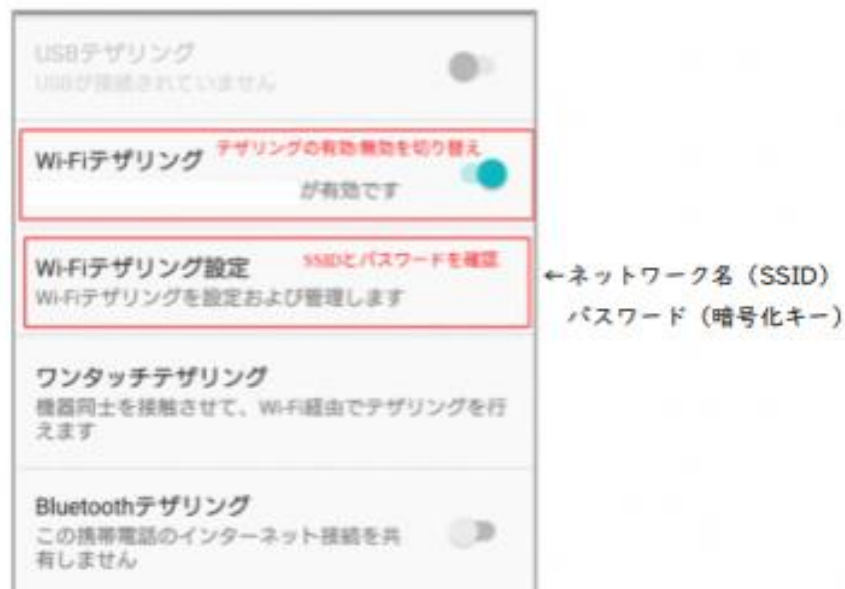 USBテザリング
USBが接続されていません
Wi-Fiテザリング
テザリングの有効無効を切り替え
が有効です
Wi-Fiテザリング設定
SSIDとパスワードを確認
Wi-Fiテザリングを設定および管理します
←ネットワーク名（SSID）
パスワード（暗号化キー）
ワンタッチテザリング
機器同士を接触させて、Wi-Fi経由でテザリングを行
えます
Bluetoothテザリング
この携帯電話のインターネット接続を共
有しません